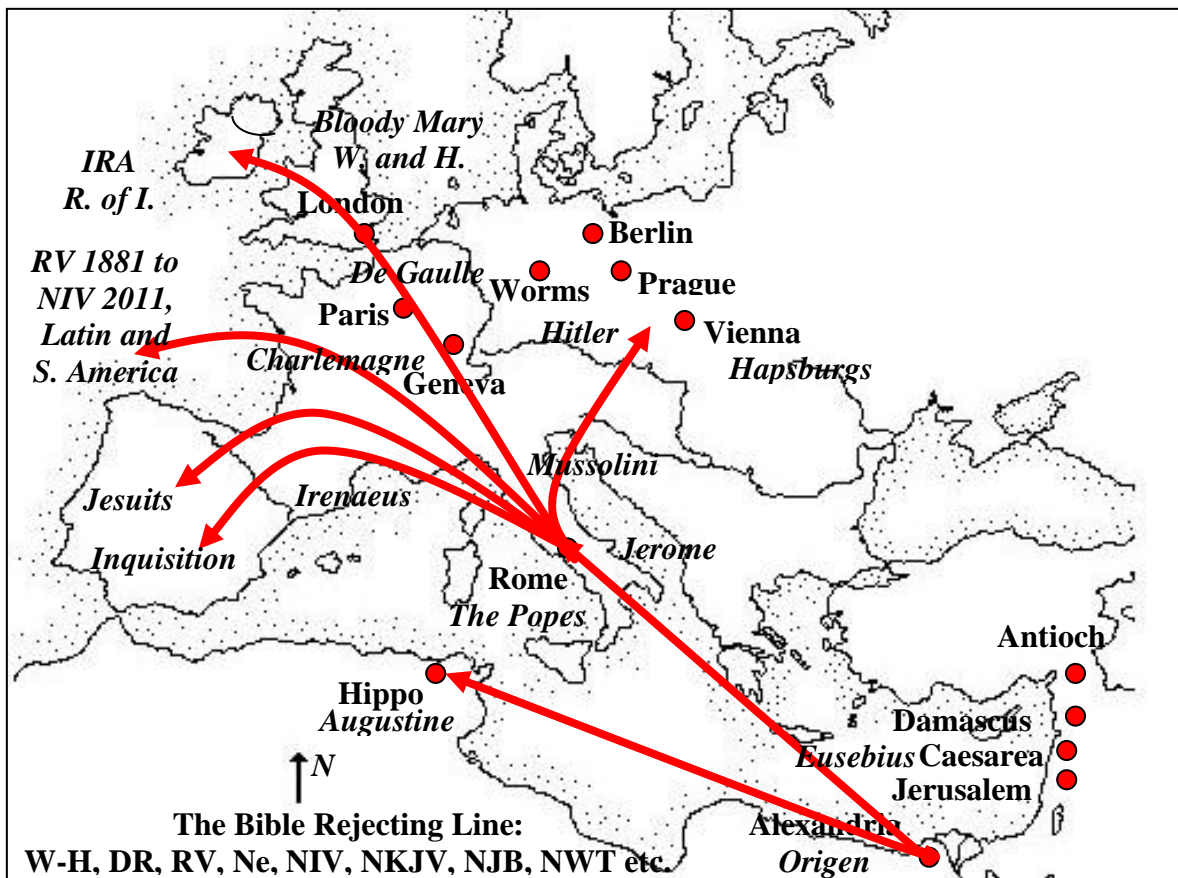 Bloody Mary
W. and H.
IRA
R. of I.
London
Berlin
RV 1881 to
NIV 2011,
Latin and
S. America
De Gaulle
Worms
Prague
Paris
Hitler
Vienna
Charlemagne
Geneva
Hapsburgs
Mussolini
Jesuits
Irenaeus
Inquisition
Jerome
Rome
The Popes
Antioch
Hippo
Augustine
Damascus
Eusebius Caesarea
Jerusalem
N
Alexandria
Origen
The Bible Rejecting Line:
W-H, DR, RV, Ne, NIV, NKJV, NJB, NWT etc.